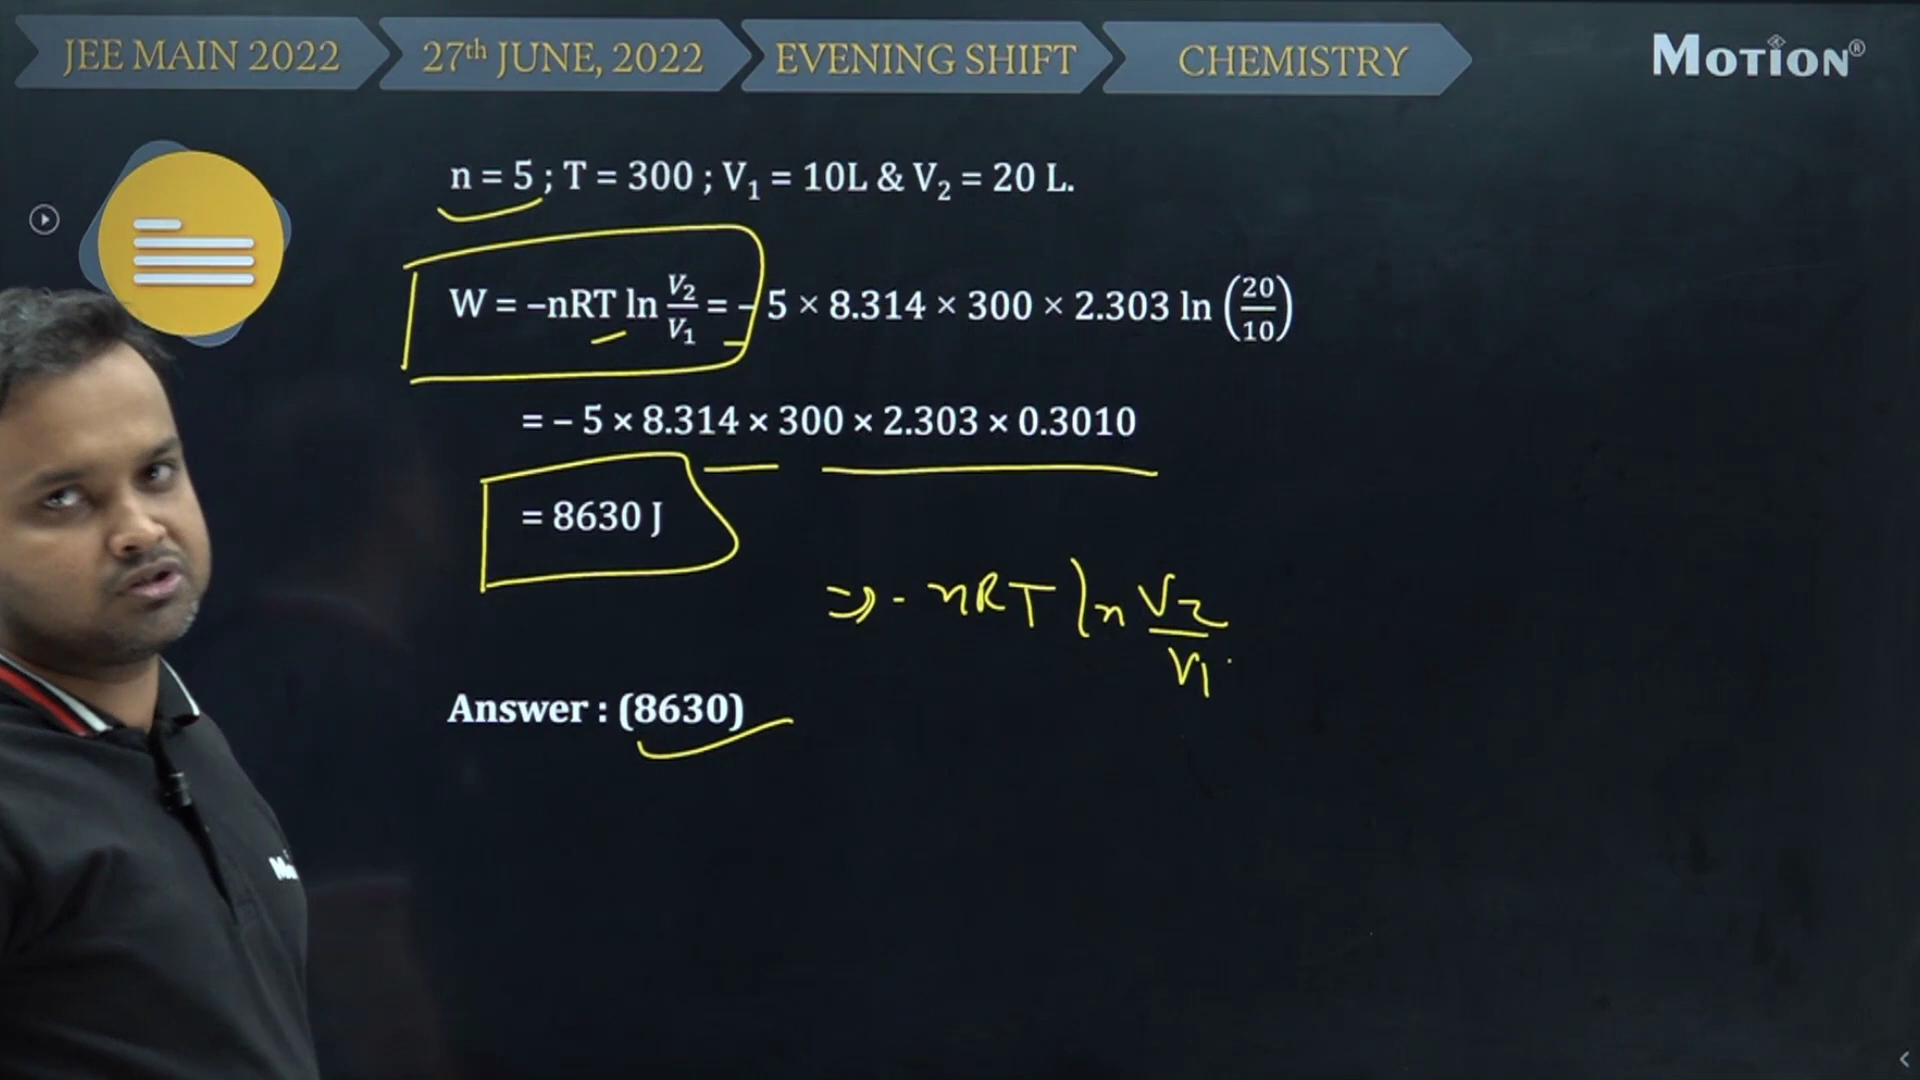 JEE MAIN 2022 27th JUNE, 2022 EVENING SHIFT CHEMISTRY MOTION®
n = 5 ; T = 300 ; V₁ = 10L & V₂ = 20 L.
W = –nRT ln V₂/V₁ = – 5 × 8.314 × 300 × 2.303 ln (20/10)
= – 5 × 8.314 × 300 × 2.303 × 0.3010
= 8630 J
⇒ - nRT ln V₂/V₁
Answer : (8630)